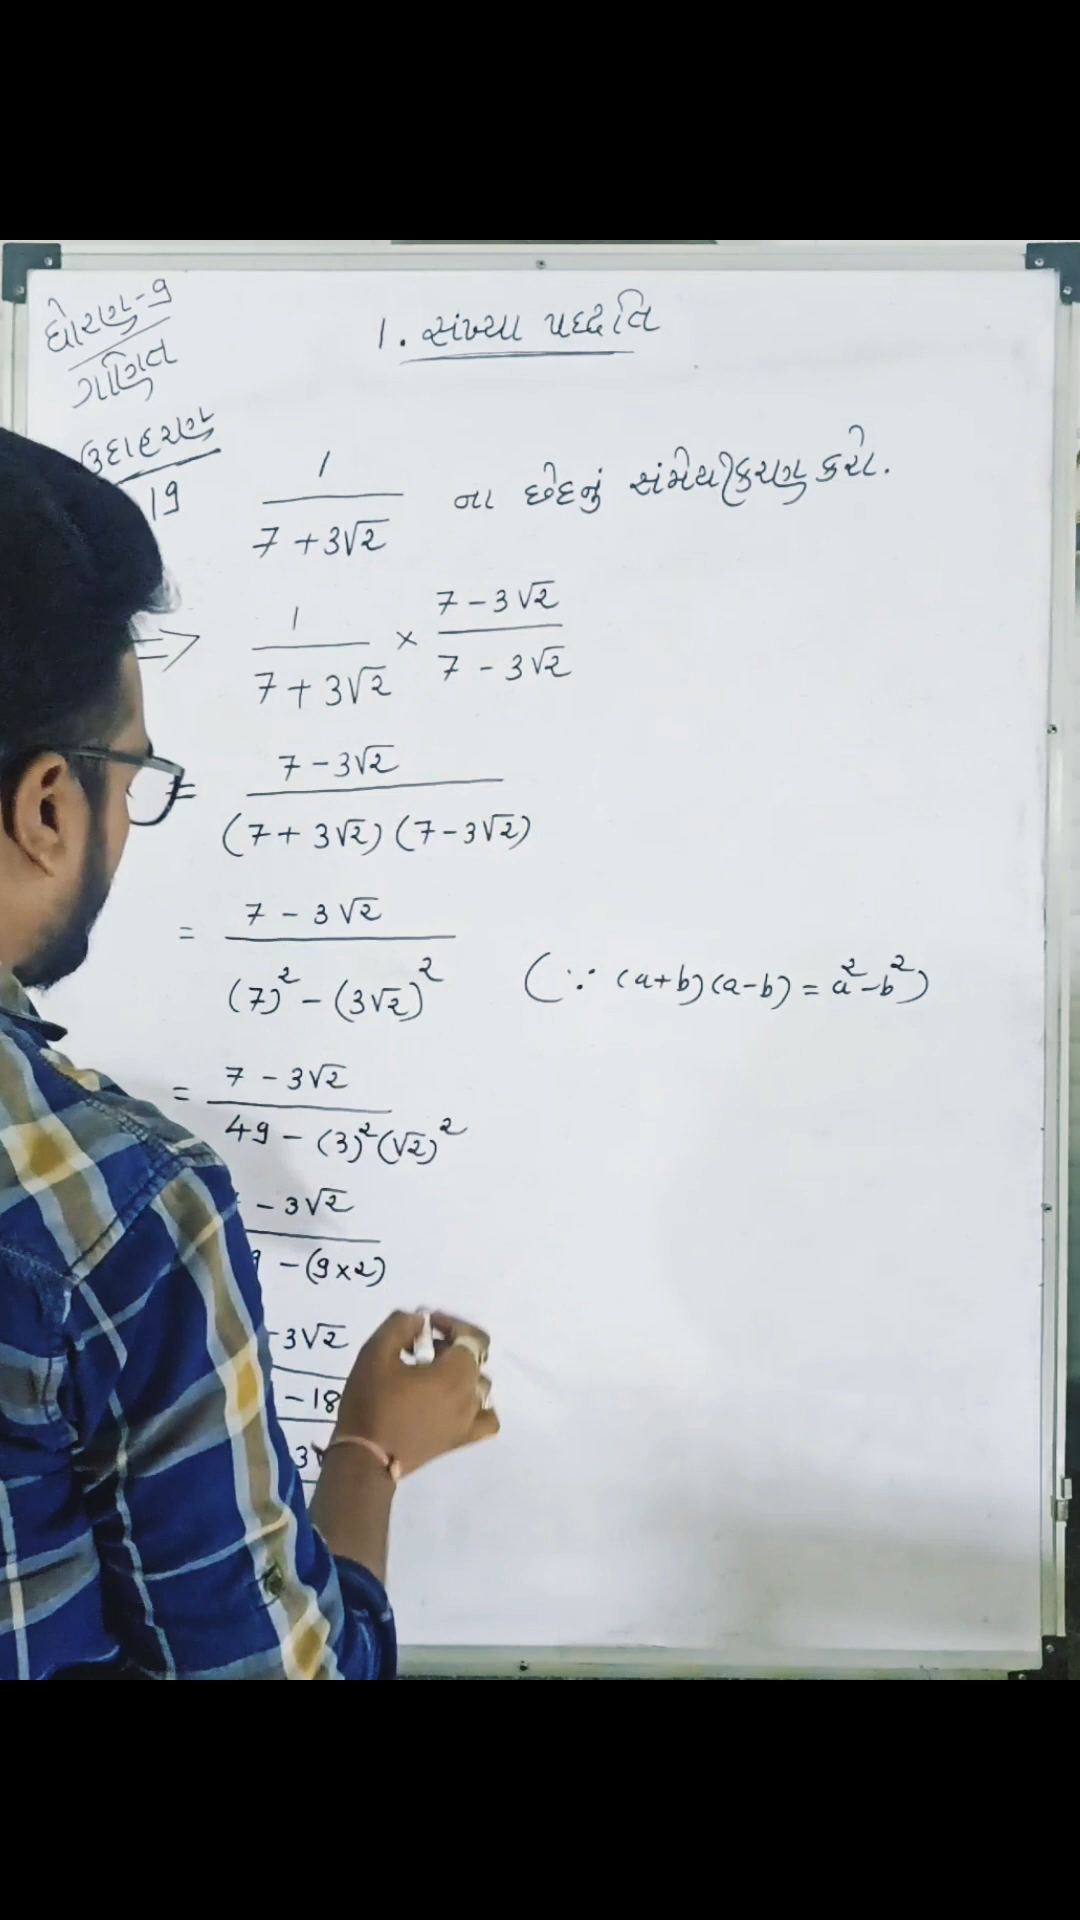 ધોરણ-9
ગણિત
1. સંખ્યા પદ્ધતિ
ઉદાહરણ
19
1
7 + 3√2
ના છેદનું સંમેયીકરણ કરો.
⇒ 1 / (7 + 3√2) × (7 - 3√2) / (7 - 3√2)
= 7 - 3√2
(7 + 3√2) (7 - 3√2)
= 7 - 3√2
(7)² - (3√2)² (∵ (a+b)(a-b) = a² - b²)
= 7 - 3√2
49 - (3)²(√2)²
- 3√2
9 - (9×2)
- 3√2
- 18
3√